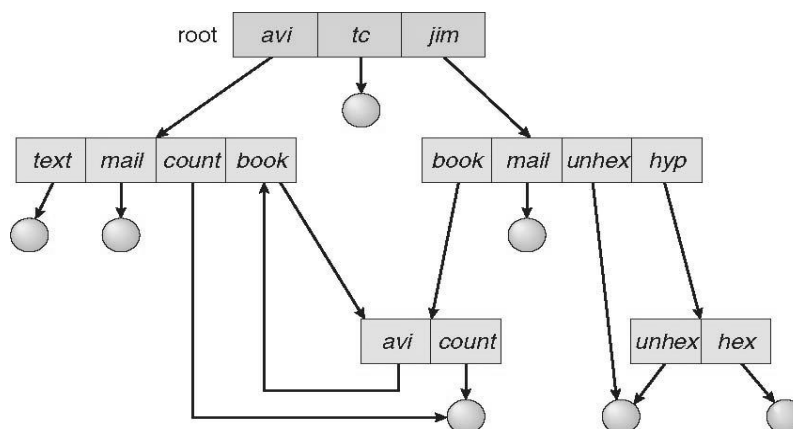 root avi tc jim
text mail count book
book mail unhex hyp
avi count
unhex hex